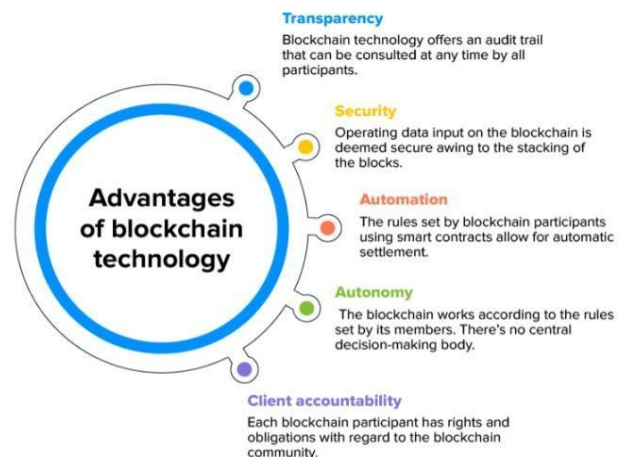 Transparency
Blockchain technology offers an audit trail
that can be consulted at any time by all
participants.
Security
Operating data input on the blockchain is
deemed secure awing to the stacking of
the blocks.
Advantages
of blockchain
technology
Automation
The rules set by blockchain participants
using smart contracts allow for automatic
settlement.
Autonomy
The blockchain works according to the rules
set by its members. There's no central
decision-making body.
Client accountability
Each blockchain participant has rights and
obligations with regard to the blockchain
community.